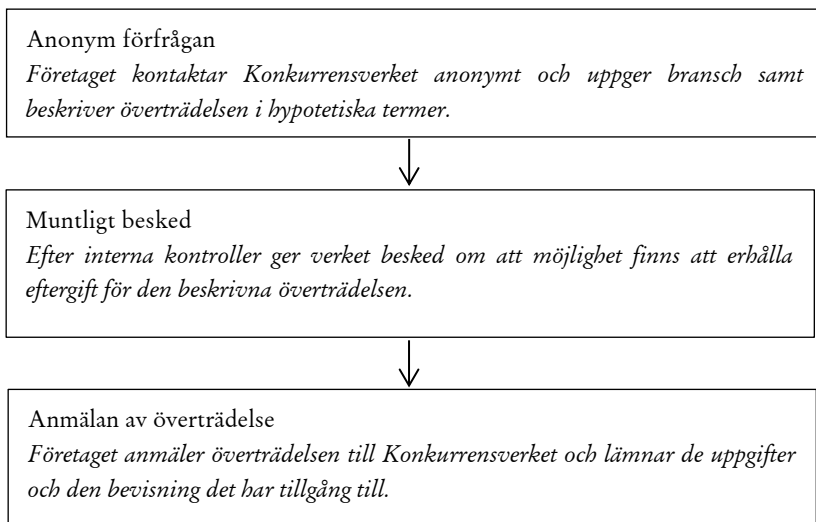 Anonym förfrågan
Företaget kontaktar Konkurrensverket anonymt och uppger bransch samt
beskriver överträdelsen i hypotetiska termer.
Muntligt besked
Efter interna kontroller ger verket besked om att möjlighet finns att erhålla
eftergift för den beskrivna överträdelsen.
Anmälan av överträdelse
Företaget anmäler överträdelsen till Konkurrensverket och lämnar de uppgifter
och den bevisning det har tillgång till.